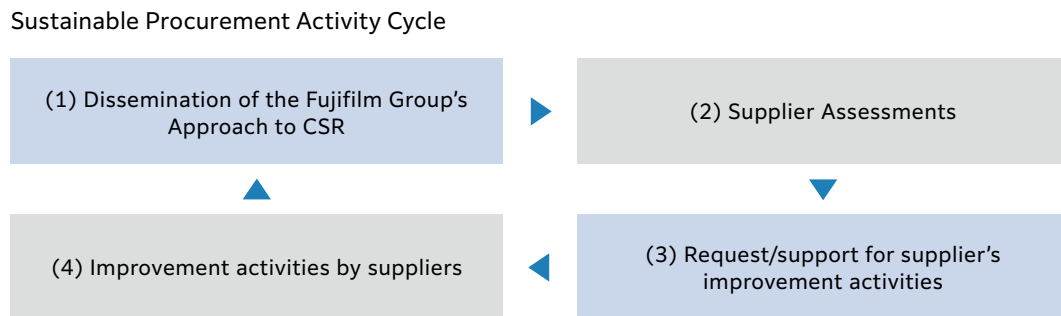 Sustainable Procurement Activity Cycle
(1) Dissemination of the Fujifilm Group’s
Approach to CSR
(2) Supplier Assessments
(3) Request/support for supplier’s
improvement activities
(4) Improvement activities by suppliers